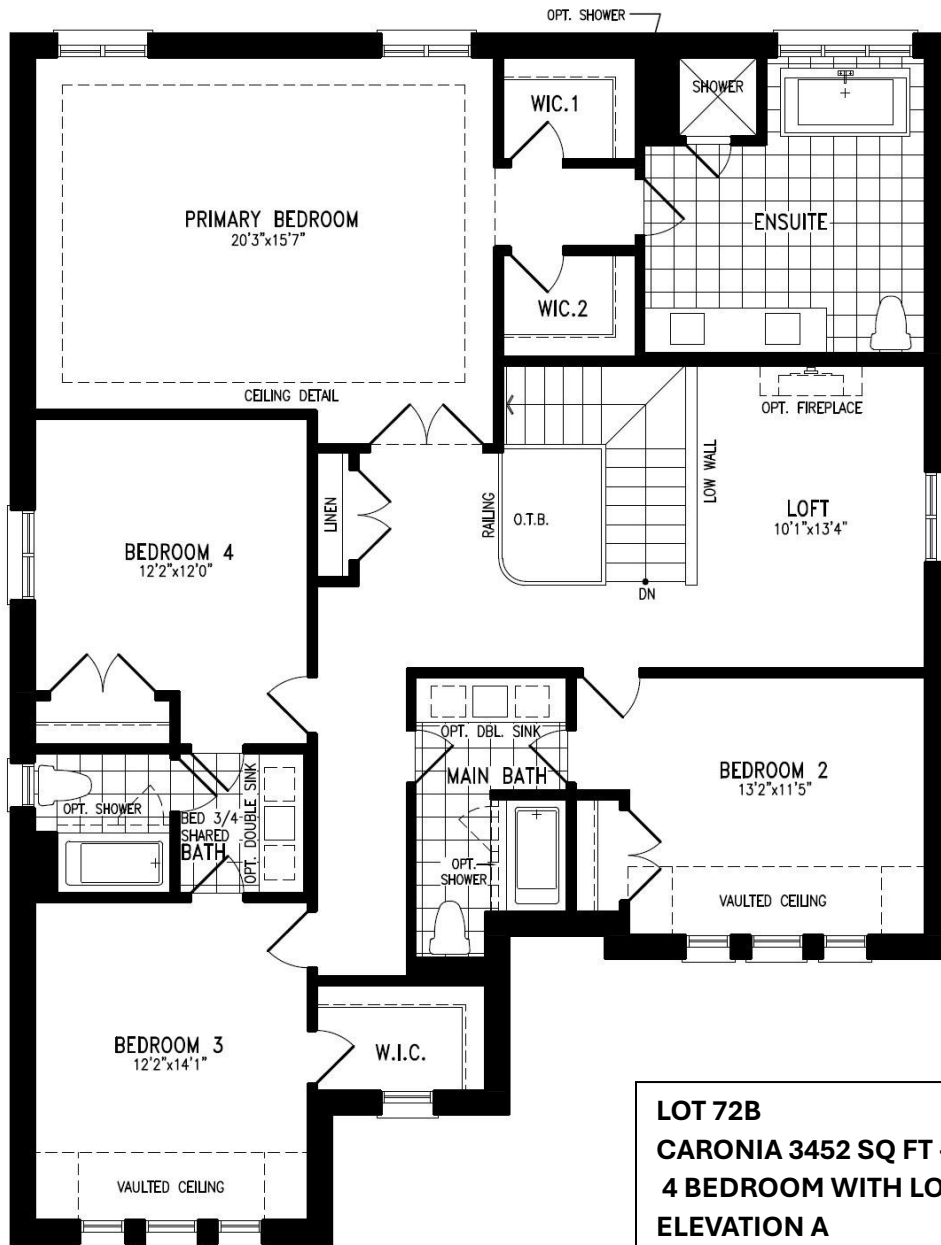 OPT. SHOWER
WIC.1
SHOWER
PRIMARY BEDROOM
20'3"x15'7"
ENSUITE
WIC.2
CEILING DETAIL
OPT. FIREPLACE
LINEN
RAILING
O.T.B.
LOW WALL
LOFT
10'1"x13'4"
BEDROOM 4
12'2"x12'0"
DN
OPT. DBL. SINK
MAIN BATH
BEDROOM 2
13'2"x11'5"
OPT. SHOWER
BED 3/4
SHARED
BATH
OPT. DOUBLE SINK
OPT.
SHOWER
VAULTED CEILING
BEDROOM 3
12'2"x14'1"
W.I.C.
VAULTED CEILING
LOT 72B
CARONIA 3452 SQ FT
4 BEDROOM WITH LO
ELEVATION A